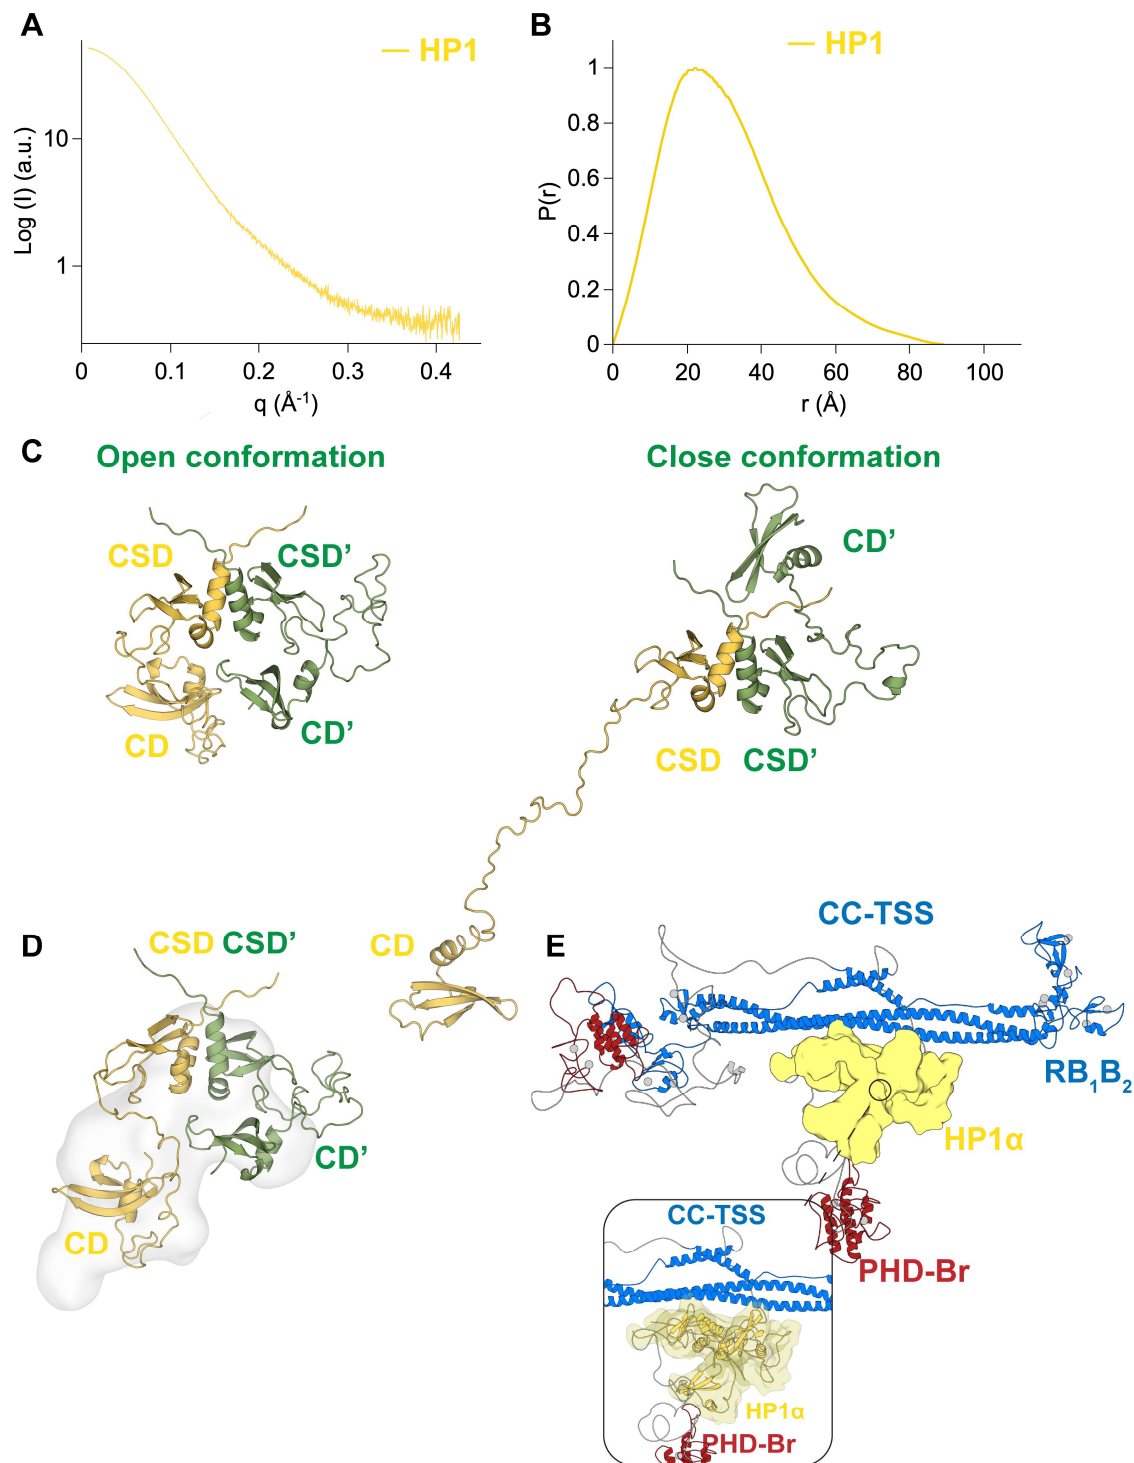 A
HP1
Log (I) (a.u.)
10
1
0
0.1
0.2
0.3
0.4
q (Å⁻¹)
B
HP1
P(r)
1
0.8
0.6
0.4
0.2
0
0
20
40
60
80
100
r (Å)
C
Open conformation
Close conformation
CSD
CSD’
CD
CD’
CD’
CSD
CSD’
CD
D
CSD
CSD’
CD’
CD
E
CC-TSS
RB₁B₂
HP1α
PHD-Br
CC-TSS
HP1α
PHD-Br